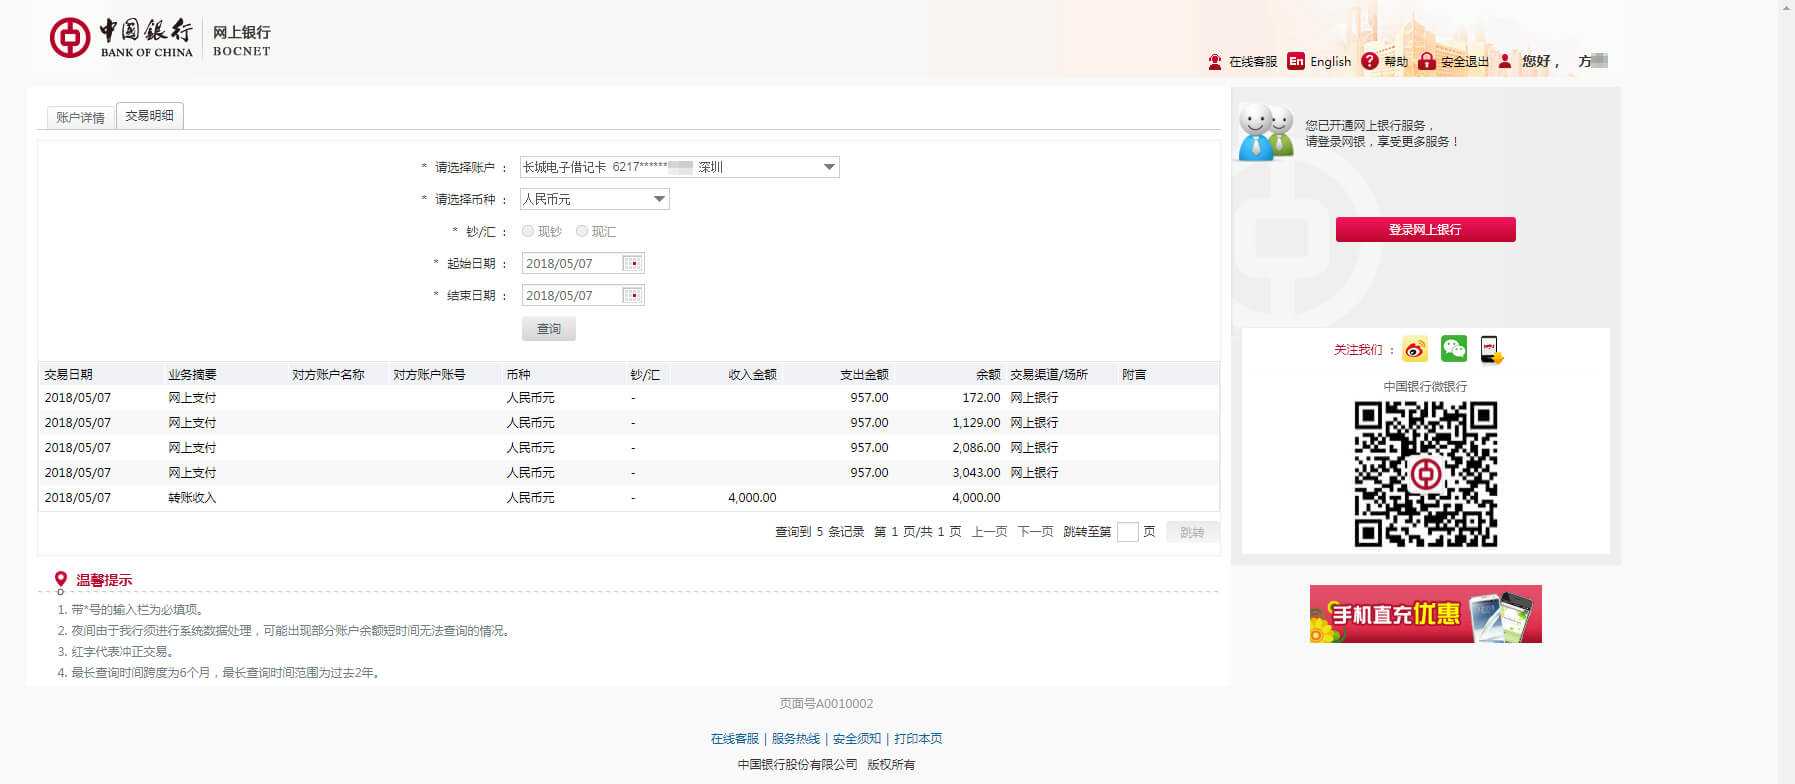 中国银行 网上银行
BANK OF CHINA BOCNET
在线客服 En English ? 帮助 安全退出 您好， 方
账户详情 交易明细
* 请选择账户 ： 长城电子借记卡 6217****** 深圳
* 请选择币种 ： 人民币元
* 钞/汇 ： 现钞 现汇
* 起始日期 ： 2018/05/07
* 结束日期 ： 2018/05/07
查询
交易日期 业务摘要 对方账户名称 对方账户账号 币种 钞/汇 收入金额 支出金额 余额 交易渠道/场所 附言
2018/05/07 网上支付 人民币元 - 957.00 172.00 网上银行
2018/05/07 网上支付 人民币元 - 957.00 1,129.00 网上银行
2018/05/07 网上支付 人民币元 - 957.00 2,086.00 网上银行
2018/05/07 网上支付 人民币元 - 957.00 3,043.00 网上银行
2018/05/07 转账收入 人民币元 - 4,000.00 4,000.00
查询到 5 条记录 第 1 页/共 1 页 上一页 下一页 跳转至第 页 跳转
温馨提示
1. 带*号的输入栏为必填项。
2. 夜间由于我行须进行系统数据处理，可能出现部分账户余额短时间无法查询的情况。
3. 红字代表冲正交易。
4. 最长查询时间跨度为6个月，最长查询时间范围为过去2年。
您已开通网上银行服务，
请登录网银，享受更多服务！
登录网上银行
关注我们 ：
中国银行微银行
手机直充优惠
页面号A0010002
在线客服 | 服务热线 | 安全须知 | 打印本页
中国银行股份有限公司 版权所有